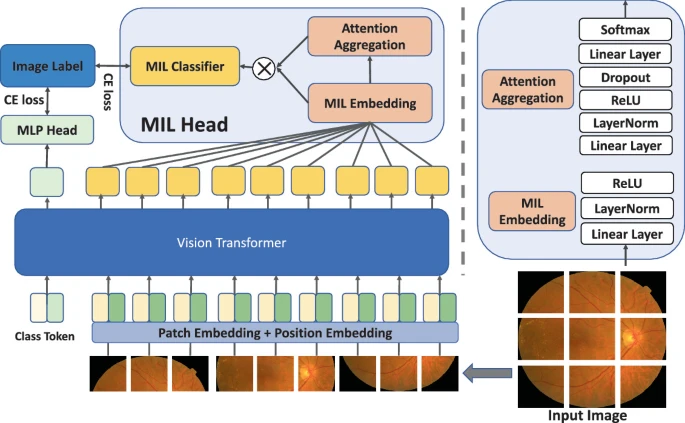 Image Label
CE loss
MLP Head
CE loss
MIL Classifier
Attention
Aggregation
MIL Embedding
MIL Head
Vision Transformer
Class Token
Patch Embedding + Position Embedding
Attention
Aggregation
Softmax
Linear Layer
Dropout
ReLU
LayerNorm
Linear Layer
MIL
Embedding
ReLU
LayerNorm
Linear Layer
Input Image